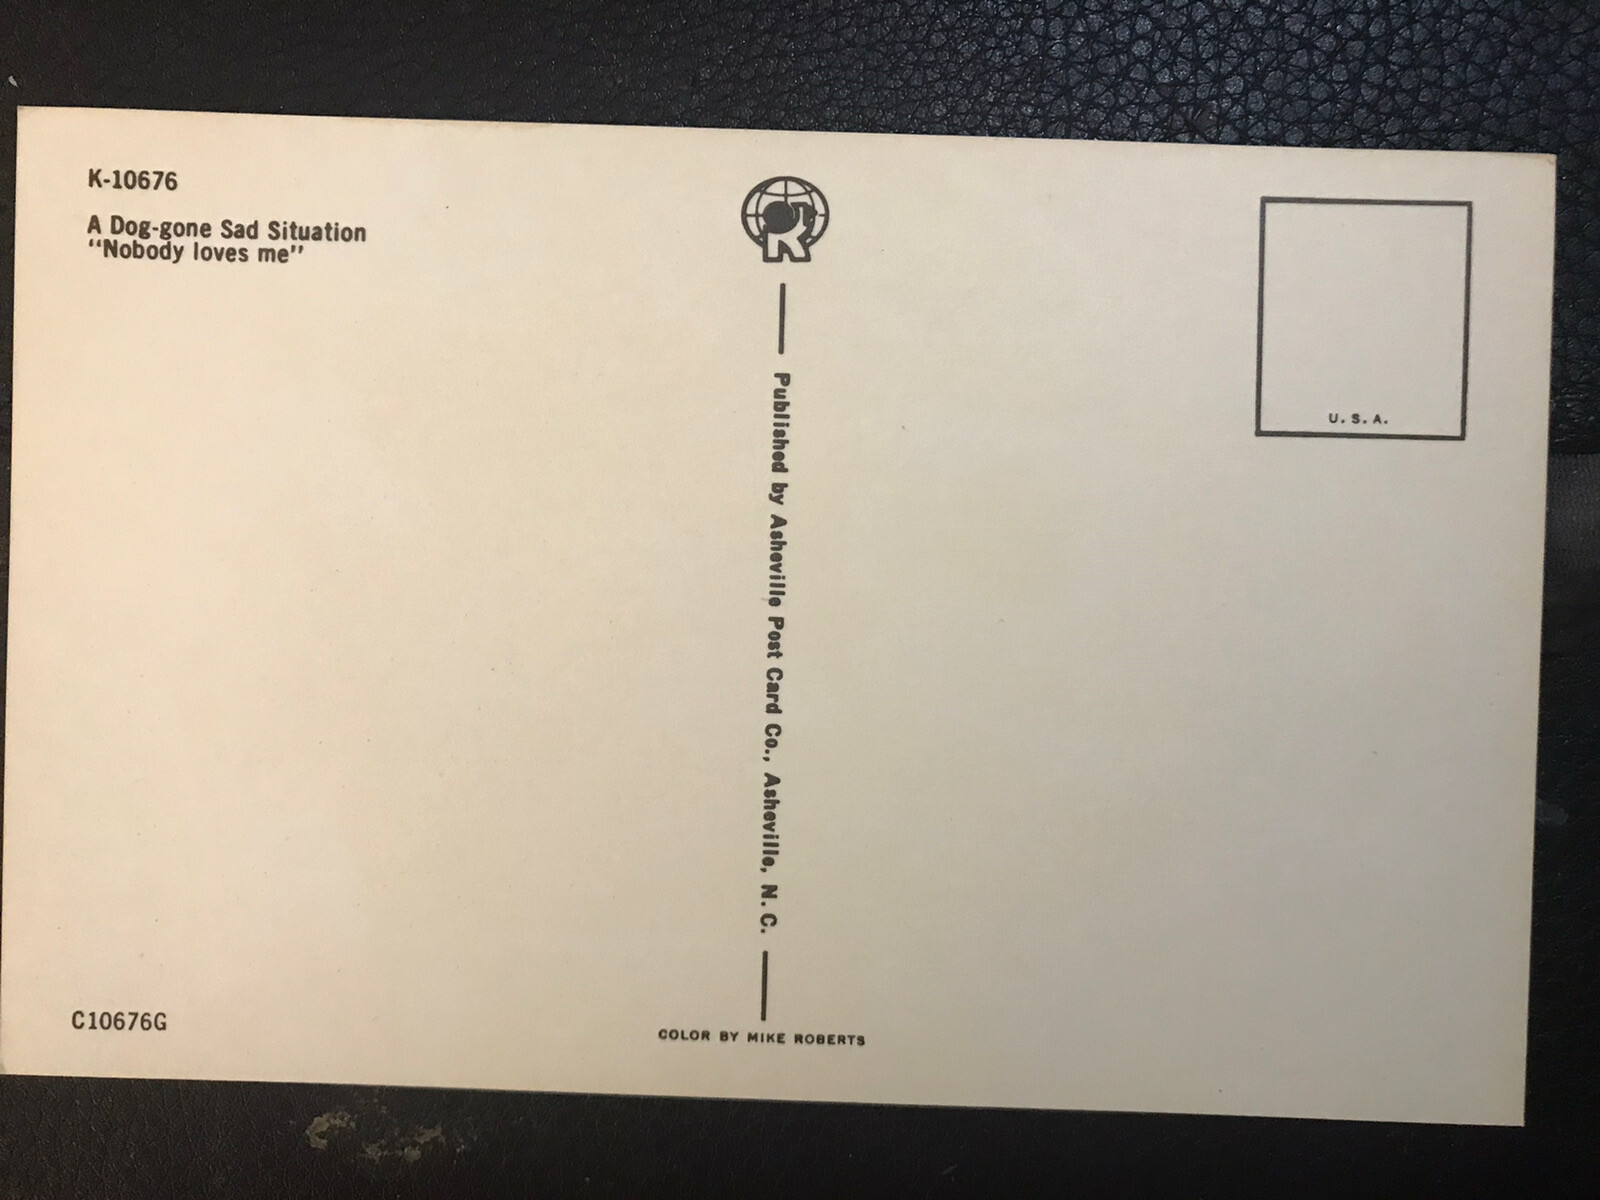 K-10676
A Dog-gone Sad Situation
“Nobody loves me”
R
Published by Asheville Post Card Co., Asheville, N. C.
U. S. A.
C10676G
COLOR BY MIKE ROBERTS